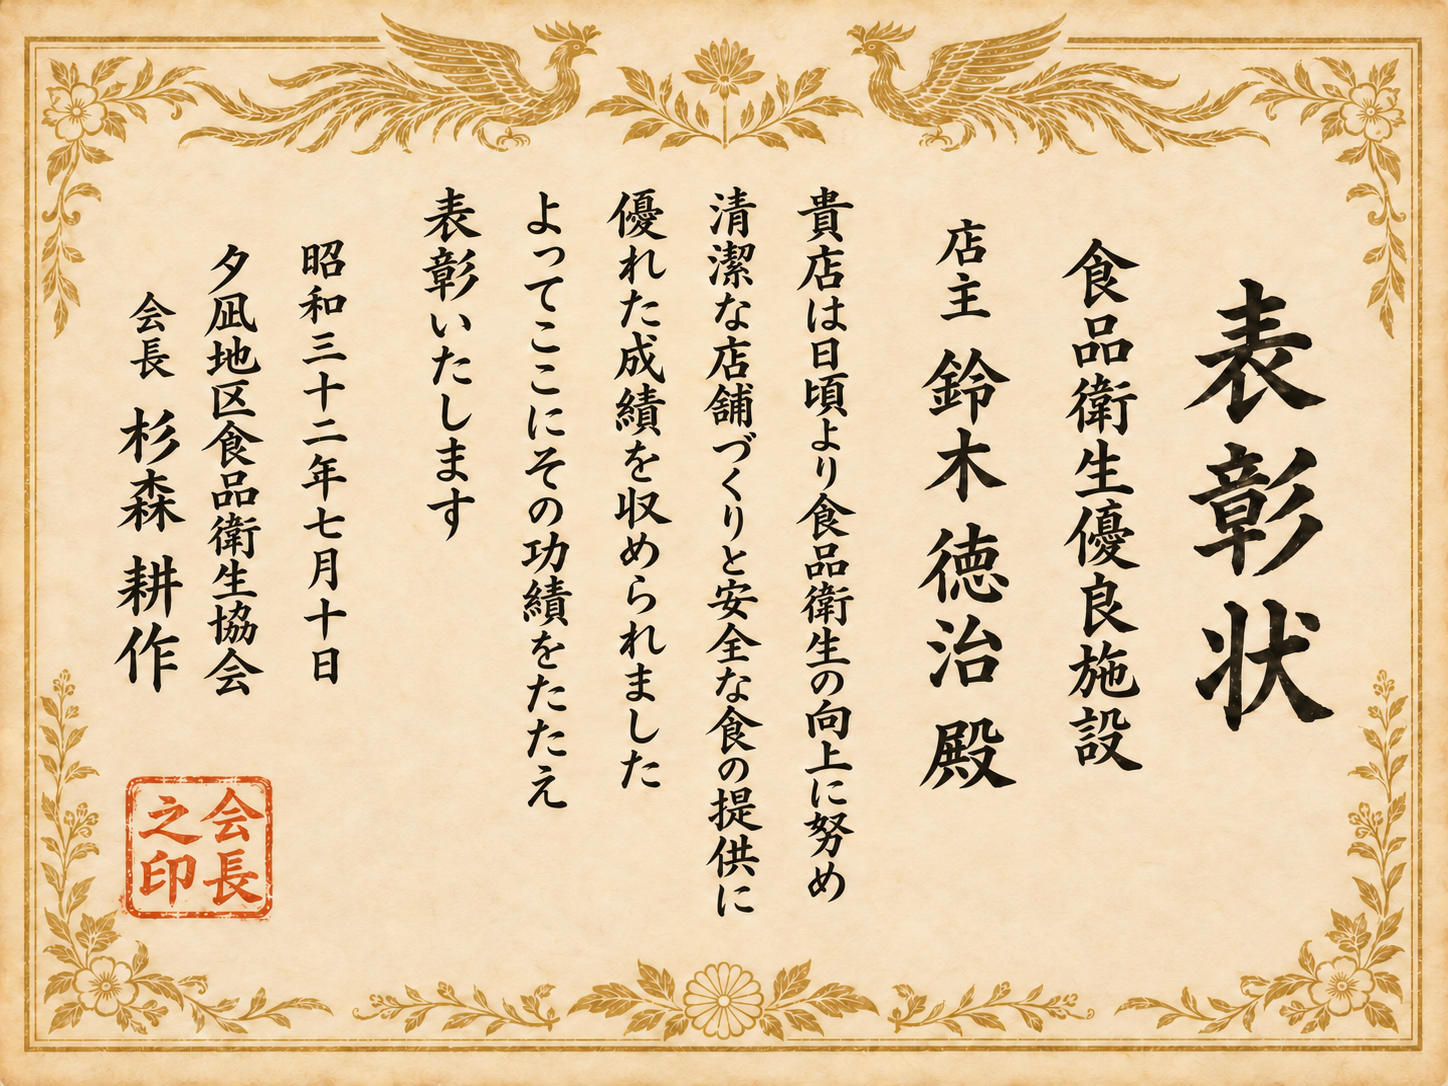 表彰状
食品衛生優良施設
店主 鈴木 徳治 殿
貴店は日頃より食品衛生の向上に努め
清潔な店舗づくりと安全な食の提供に
優れた成績を収められました
よってここにその功績をたたえ
表彰いたします
昭和三十二年七月十日
夕凪地区食品衛生協会
会長 杉森 耕作
会長
之印